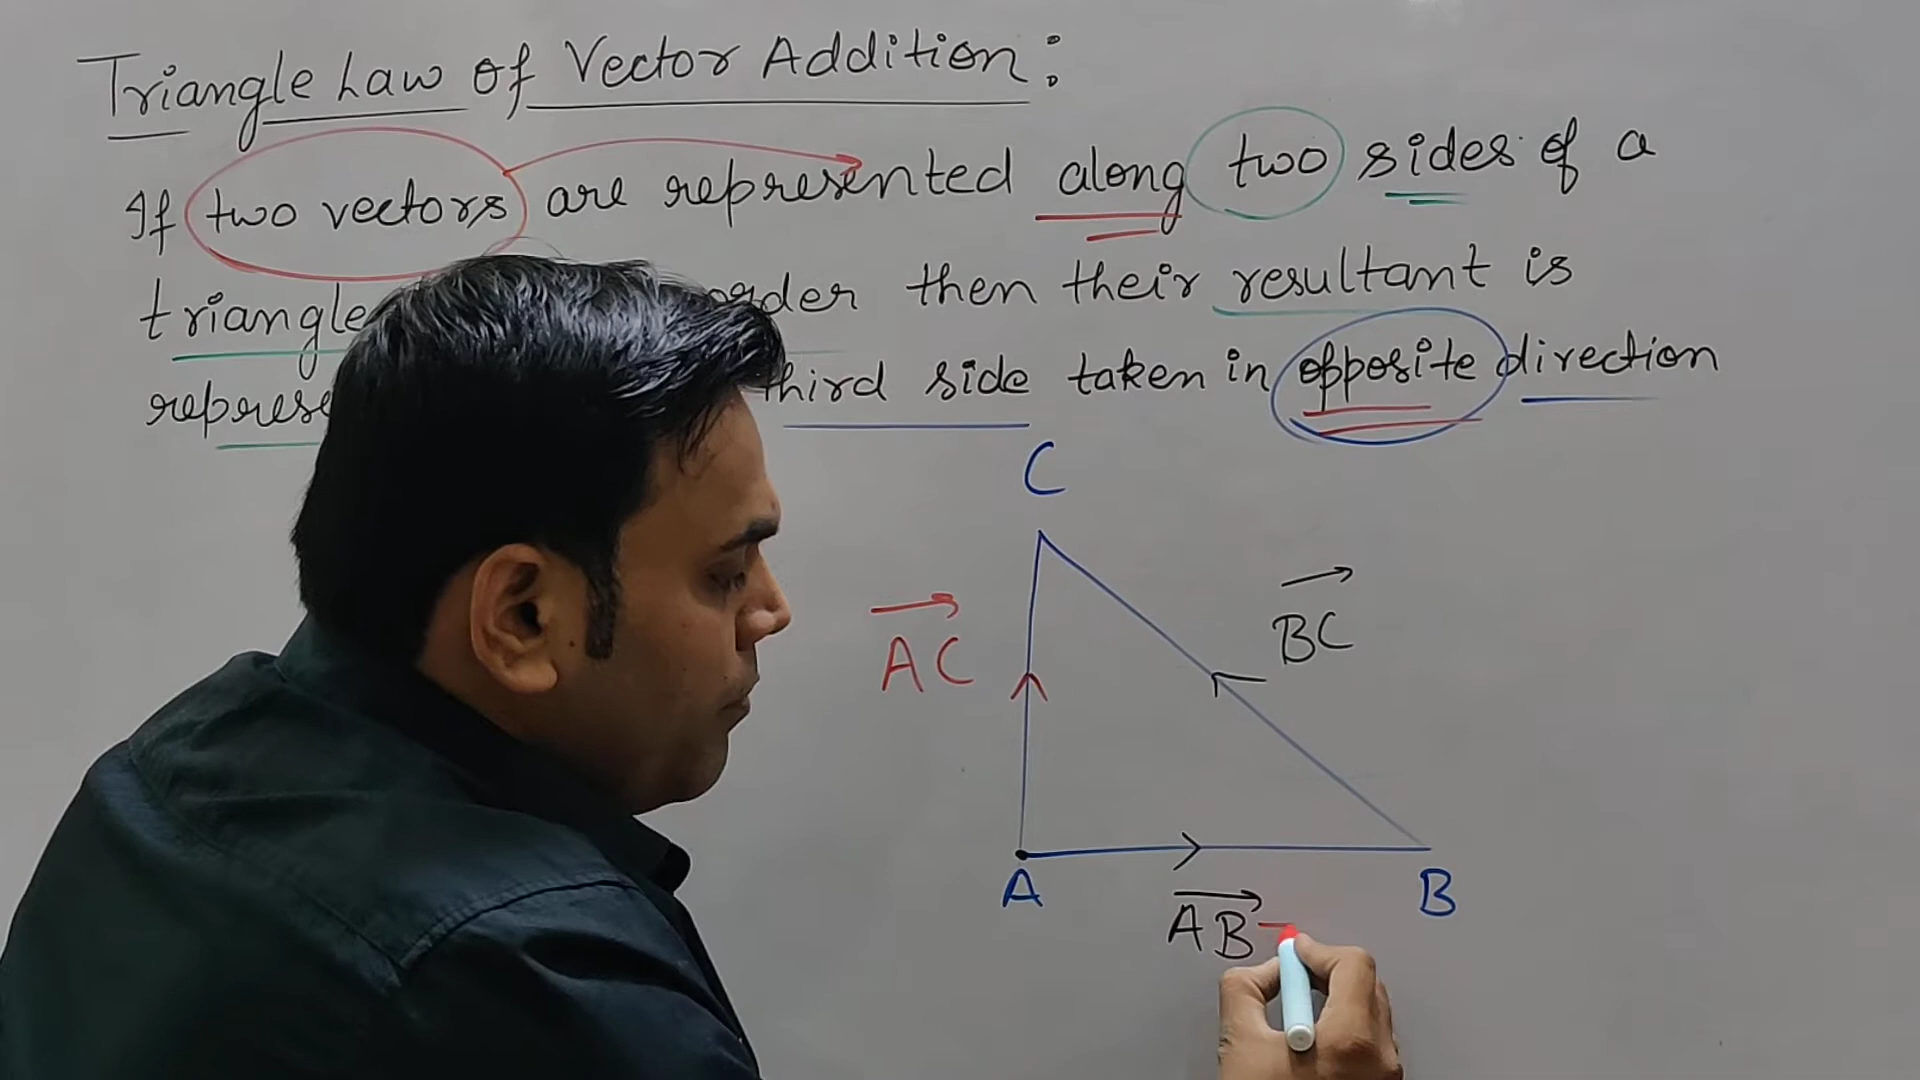 Triangle Law of Vector Addition:
If two vectors are represented along two sides of a
triangle order then their resultant is
third side taken in opposite direction
C
AC
BC
A
B
AB